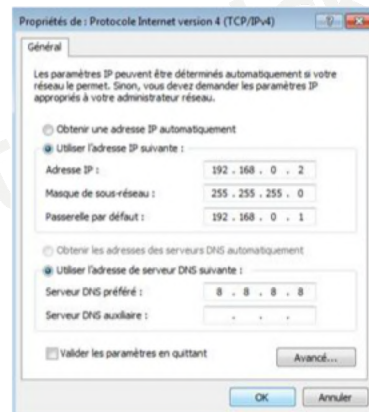 Propriétés de : Protocole Internet version 4 (TCP/IPv4)
Général
Les paramètres IP peuvent être déterminés automatiquement si votre
réseau le permet. Sinon, vous devez demander les paramètres IP
appropriés à votre administrateur réseau.
Obtenir une adresse IP automatiquement
Utiliser l'adresse IP suivante :
Adresse IP : 192 . 168 . 0 . 2
Masque de sous-réseau : 255 . 255 . 255 . 0
Passerelle par défaut : 192 . 168 . 0 . 1
Obtenir les adresses des serveurs DNS automatiquement
Utiliser l'adresse de serveur DNS suivante :
Serveur DNS préféré : 8 . 8 . 8 . 8
Serveur DNS auxiliaire : . . .
Valider les paramètres en quittant
Avancé...
OK Annuler